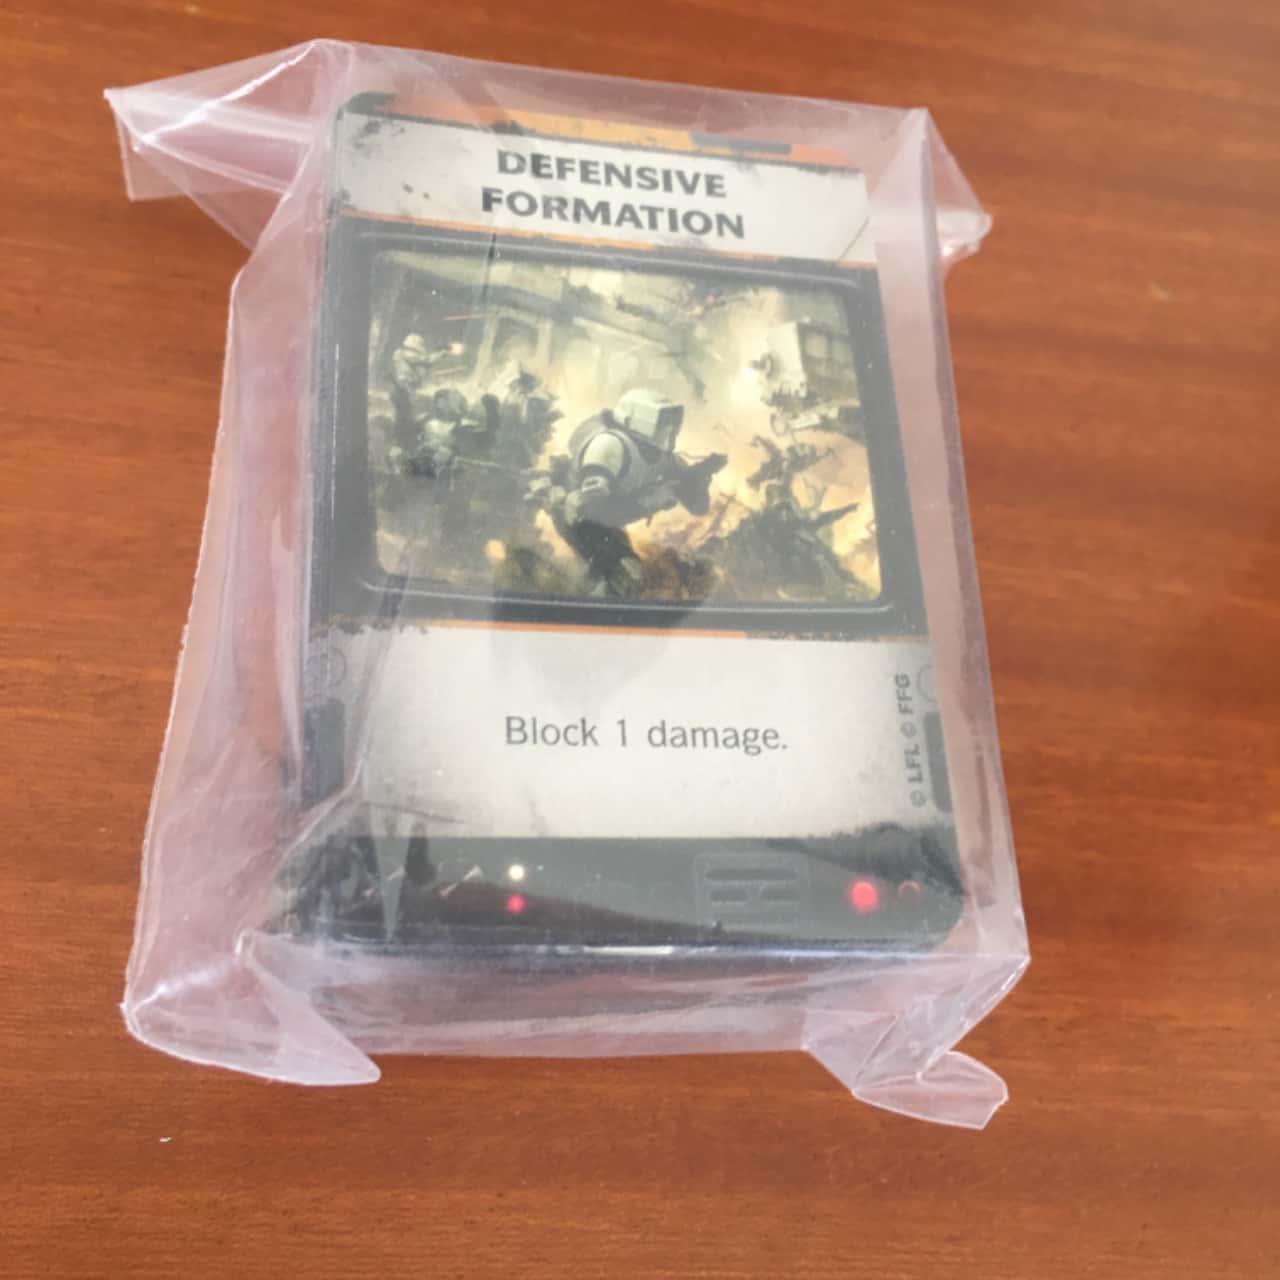 DEFENSIVE
FORMATION
Block 1 damage.
© LFL © FFG